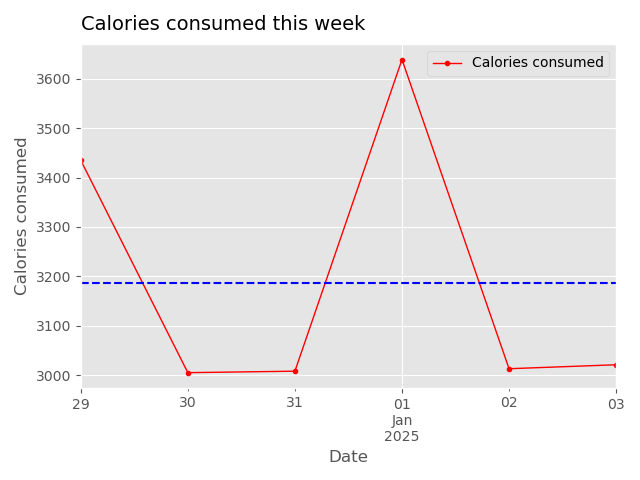 Calories consumed this week
Calories consumed
3600
3500
3400
3300
3200
3100
3000
Calories consumed
29 30 31 01 02 03
Jan
2025
Date